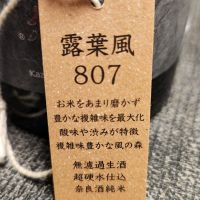 露葉風
807
お米をあまり磨かず
豊かな複雑味を最大化
酸味や渋みが特徴
複雑味豊かな風の森
無濾過生酒
超硬水仕込
奈良酒純米